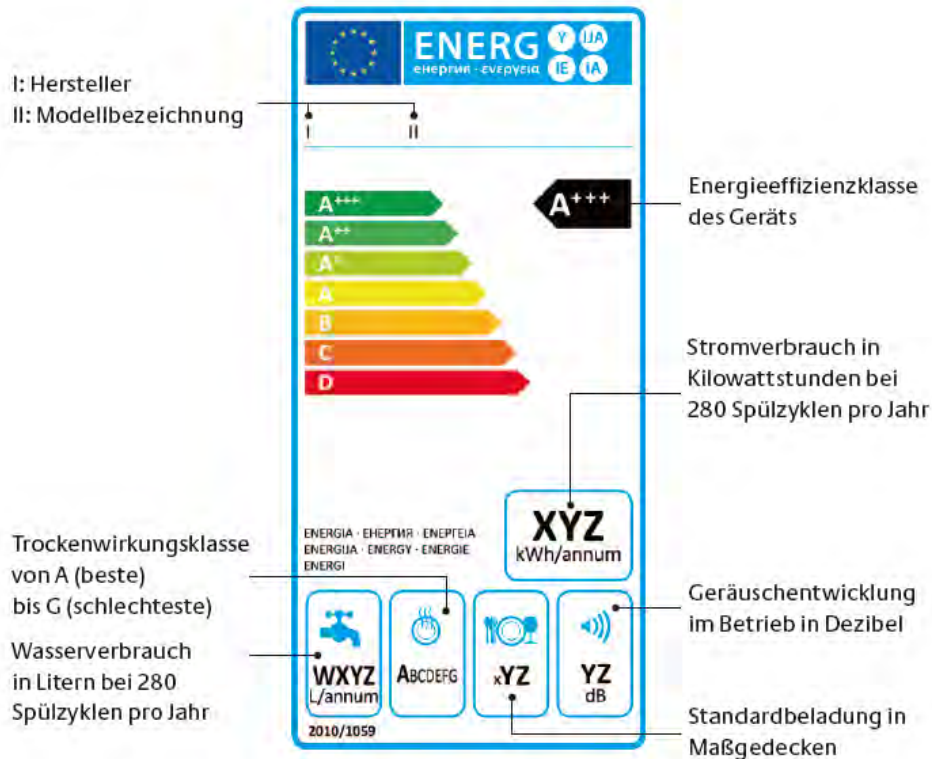 ENERG Y IJA
енергия · ενεργεια IE IA
I: Hersteller
II: Modellbezeichnung
I II
Energieeffizienzklasse
des Geräts
A+++
A+++
A++
A+
A
B
C
D
Stromverbrauch in
Kilowattstunden bei
280 Spülzyklen pro Jahr
XYZ
kWh/annum
ENERGIA · ЕНЕРГИЯ · ΕΝΕΡΓΕΙΑ
ENERGIJA · ENERGY · ENERGIE
ENERGI
Trockenwirkungsklasse
von A (beste)
bis G (schlechteste)
Wasserverbrauch
in Litern bei 280
Spülzyklen pro Jahr
WXYZ
L/annum
ABCDEFG
xYZ
YZ
dB
Geräuschentwicklung
im Betrieb in Dezibel
Standardbeladung in
Maßgedecken
2010/1059